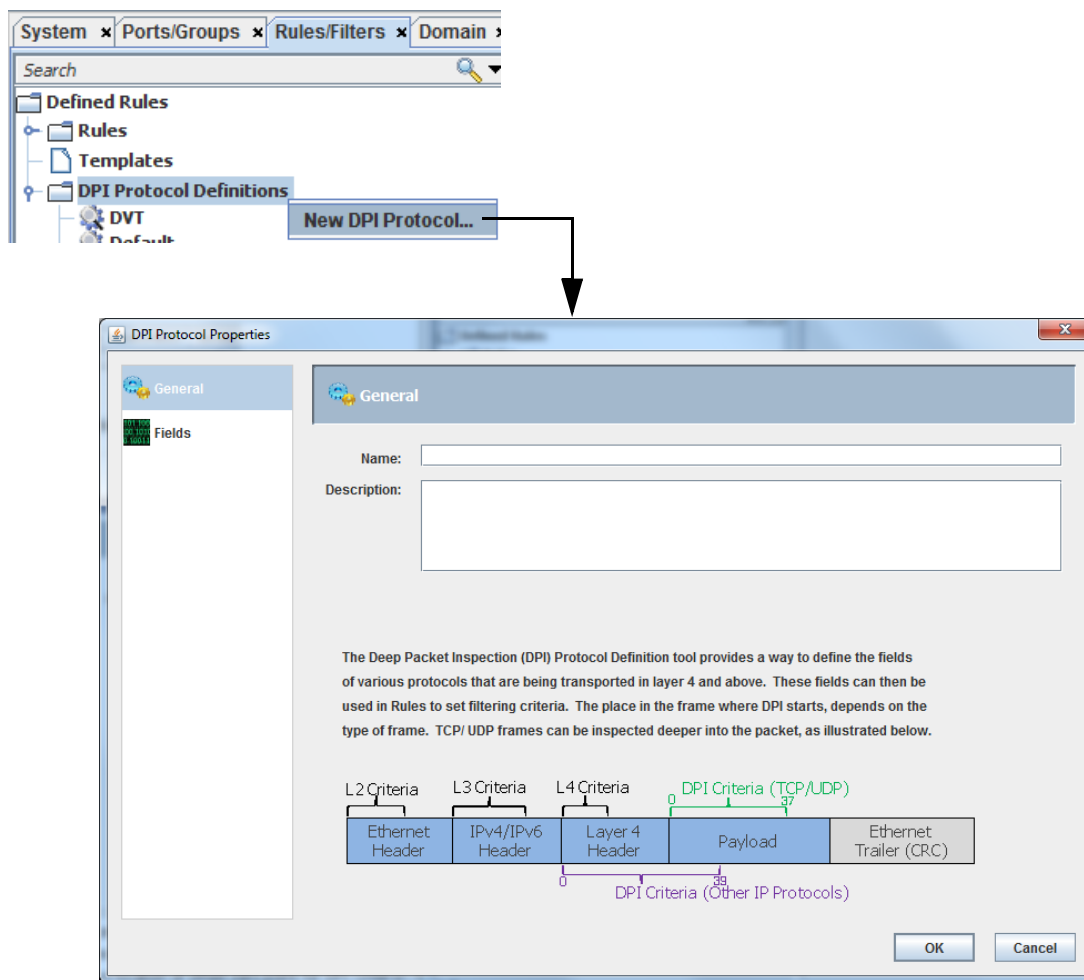 System Ports/Groups Rules/Filters Domain
Search
Defined Rules
Rules
Templates
DPI Protocol Definitions
DVT
New DPI Protocol...
Default
DPI Protocol Properties
General
Fields
General
Name:
Description:
The Deep Packet Inspection (DPI) Protocol Definition tool provides a way to define the fields
of various protocols that are being transported in layer 4 and above. These fields can then be
used in Rules to set filtering criteria. The place in the frame where DPI starts, depends on the
type of frame. TCP/ UDP frames can be inspected deeper into the packet, as illustrated below.
L2 Criteria L3 Criteria L4 Criteria DPI Criteria (TCP/UDP)
0 37
Ethernet Header
IPv4/IPv6 Header
Layer 4 Header
Payload
Ethernet Trailer (CRC)
0 39
DPI Criteria (Other IP Protocols)
OK Cancel